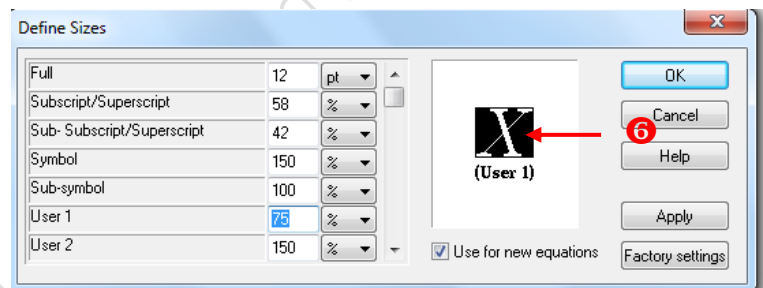 Define Sizes
Full 12 pt
Subscript/Superscript 58 %
Sub- Subscript/Superscript 42 %
Symbol 150 %
Sub-symbol 100 %
User 1 75 %
User 2 150 %
X
(User 1)
Use for new equations
OK
Cancel
6
Help
Apply
Factory settings